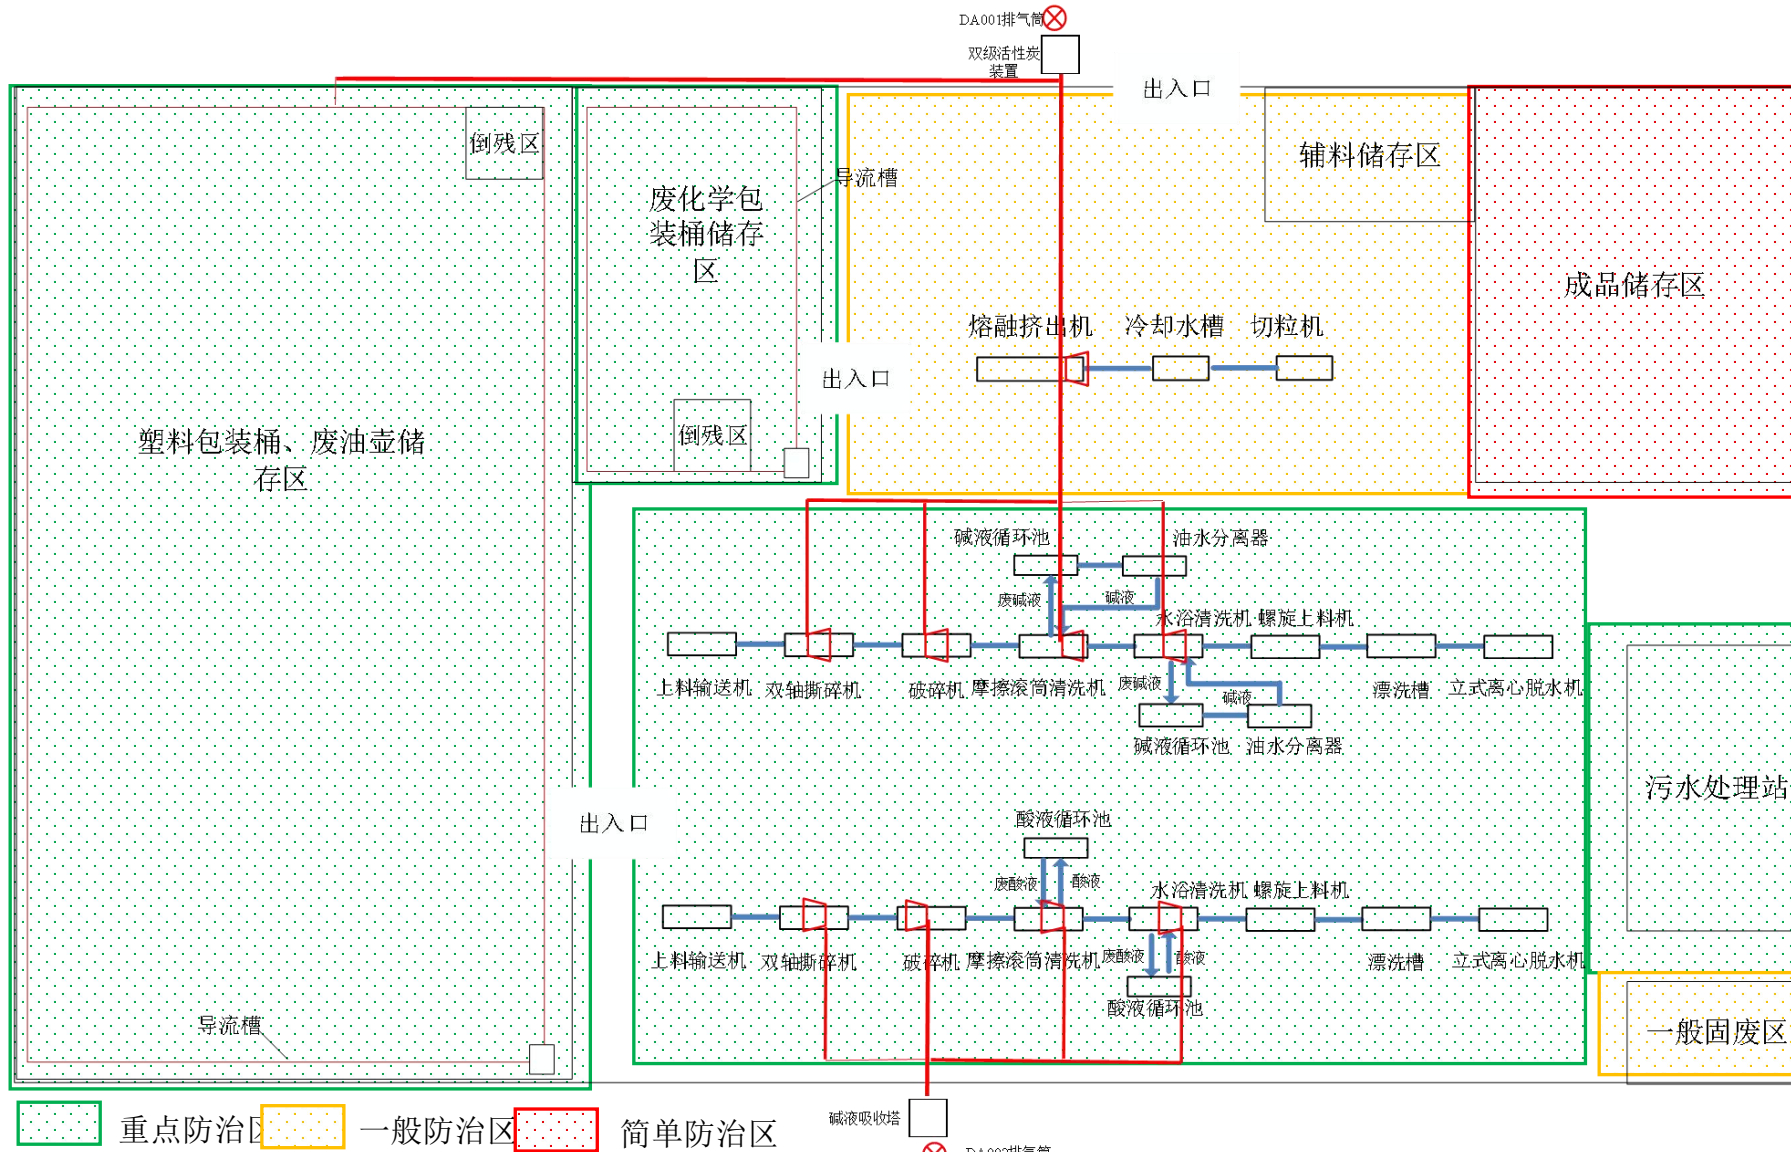 DA001排气筒
双级活性炭
装置
出入口
倒残区
废化学包
装桶储存
区
导流槽
辅料储存区
成品储存区
熔融挤出机
冷却水槽
切粒机
出入口
倒残区
塑料包装桶、废油壶储
存区
碱液循环池
油水分离器
废碱液
碱液
水浴清洗机
螺旋上料机
上料输送机
双轴撕碎机
破碎机
摩擦滚筒清洗机
废碱液
碱液
漂洗槽
立式离心脱水机
碱液循环池
油水分离器
污水处理站
出入口
酸液循环池
废酸液
酸液
水浴清洗机
螺旋上料机
上料输送机
双轴撕碎机
破碎机
摩擦滚筒清洗机
废酸液
酸液
漂洗槽
立式离心脱水机
酸液循环池
导流槽
一般固废区
重点防治区
一般防治区
简单防治区
碱液吸收塔
DA002排气筒